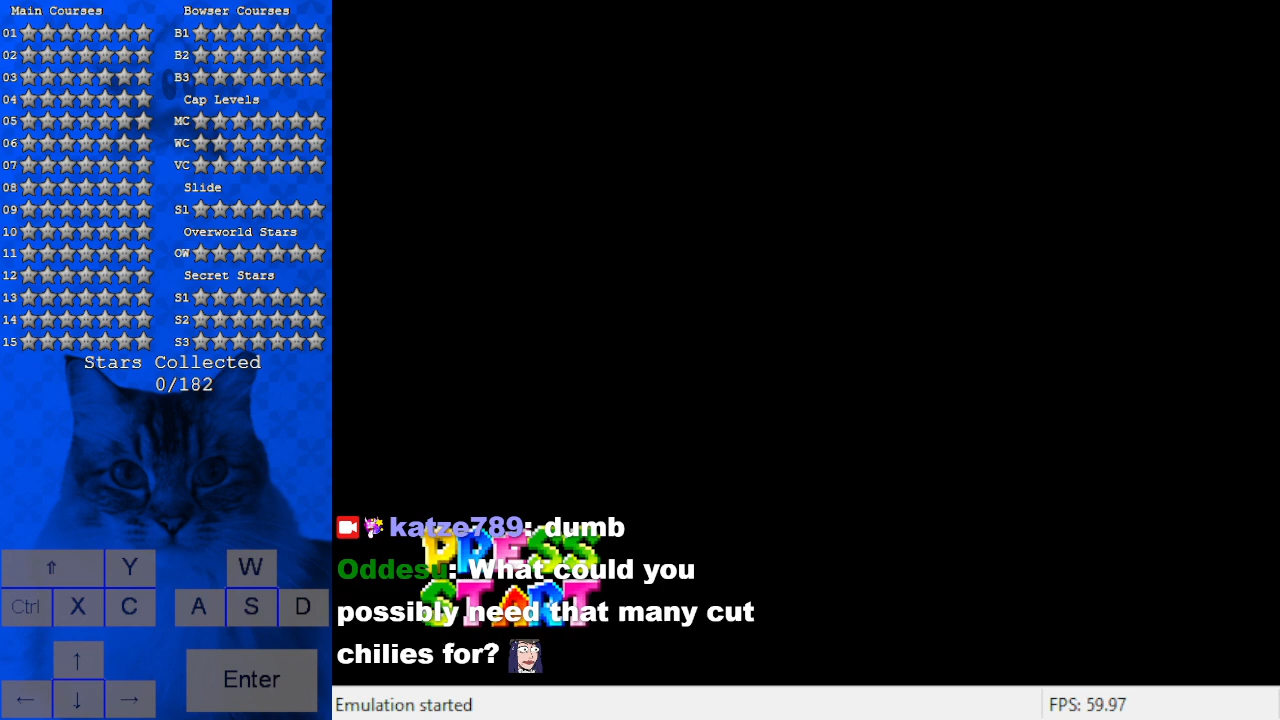 Main Courses
01
02
03
04
05
06
07
08
09
10
11
12
13
14
15
Bowser Courses
B1
B2
B3
Cap Levels
MC
WC
VC
Slide
S1
Overworld Stars
OW
Secret Stars
S1
S2
S3
Stars Collected
0/182
⇑ Y W
Ctrl X C A S D
↑
← ↓ → Enter
PRESS
START
katze789: dumb
Oddesu: What could you
possibly need that many cut
chilies for?
Emulation started FPS: 59.97